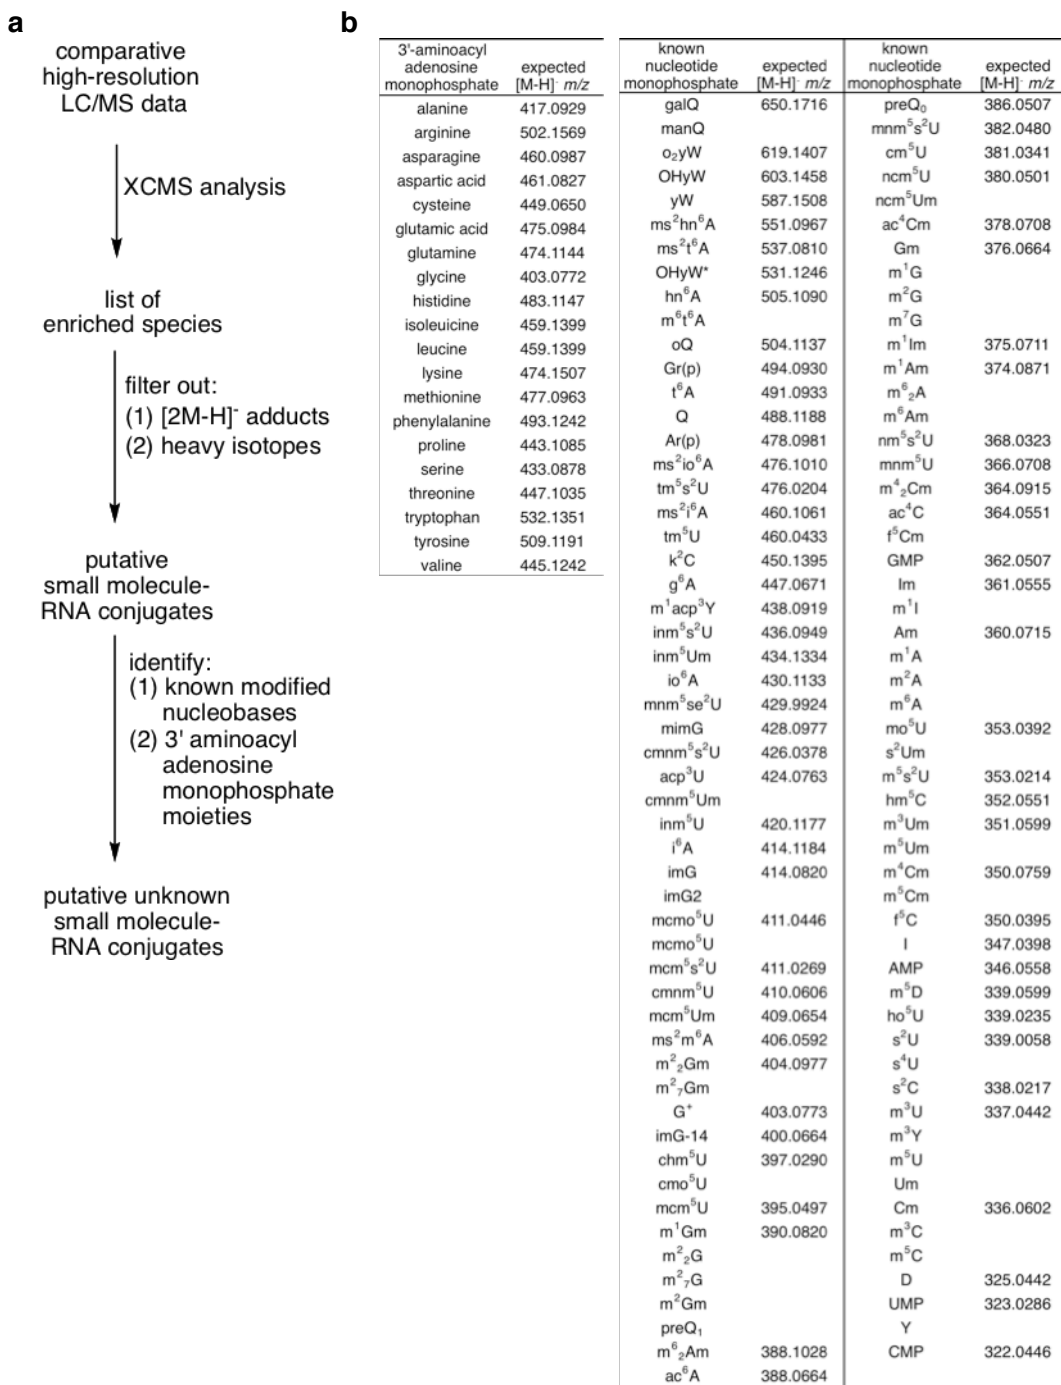 a
comparative
high-resolution
LC/MS data
XCMS analysis
list of
enriched species
filter out:
(1) [2M-H]⁻ adducts
(2) heavy isotopes
putative
small molecule-
RNA conjugates
identify:
(1) known modified
nucleobases
(2) 3' aminoacyl
adenosine
monophosphate
moieties
putative unknown
small molecule-
RNA conjugates
b
3'-aminoacyl
adenosine expected
monophosphate [M-H]⁻ m/z
alanine 417.0929
arginine 502.1569
asparagine 460.0987
aspartic acid 461.0827
cysteine 449.0650
glutamic acid 475.0984
glutamine 474.1144
glycine 403.0772
histidine 483.1147
isoleuicine 459.1399
leucine 459.1399
lysine 474.1507
methionine 477.0963
phenylalanine 493.1242
proline 443.1085
serine 433.0878
threonine 447.1035
tryptophan 532.1351
tyrosine 509.1191
valine 445.1242
known
nucleotide expected
monophosphate [M-H]⁻ m/z
galQ 650.1716
manQ
o₂yW 619.1407
OHyW 603.1458
yW 587.1508
ms²hn⁶A 551.0967
ms²t⁶A 537.0810
OHyW* 531.1246
hn⁶A 505.1090
m⁶t⁶A
oQ 504.1137
Gr(p) 494.0930
t⁶A 491.0933
Q 488.1188
Ar(p) 478.0981
ms²io⁶A 476.1010
tm⁵s²U 476.0204
ms²i⁶A 460.1061
tm⁵U 460.0433
k²C 450.1395
g⁶A 447.0671
m¹acp³Y 438.0919
inm⁵s²U 436.0949
inm⁵Um 434.1334
io⁶A 430.1133
mnm⁵se²U 429.9924
mimG 428.0977
cmnm⁵s²U 426.0378
acp³U 424.0763
cmnm⁵Um
inm⁵U 420.1177
i⁶A 414.1184
imG 414.0820
imG2
mcmo⁵U 411.0446
mcmo⁵U
mcm⁵s²U 411.0269
cmnm⁵U 410.0606
mcm⁵Um 409.0654
ms²m⁶A 406.0592
m²₂Gm 404.0977
m²₇Gm
G⁺ 403.0773
imG-14 400.0664
chm⁵U 397.0290
cmo⁵U
mcm⁵U 395.0497
m¹Gm 390.0820
m²₂G
m²₇G
m²Gm
preQ₁
m⁶₂Am 388.1028
ac⁶A 388.0664
known
nucleotide expected
monophosphate [M-H]⁻ m/z
preQ₀ 386.0507
mnm⁵s²U 382.0480
cm⁵U 381.0341
ncm⁵U 380.0501
ncm⁵Um
ac⁴Cm 378.0708
Gm 376.0664
m¹G
m²G
m⁷G
m¹Im 375.0711
m¹Am 374.0871
m⁶₂A
m⁶Am
nm⁵s²U 368.0323
mnm⁵U 366.0708
m⁴₂Cm 364.0915
ac⁴C 364.0551
f⁵Cm
GMP 362.0507
Im 361.0555
m¹I
Am 360.0715
m¹A
m²A
m⁶A
mo⁵U 353.0392
s²Um
m⁵s²U 353.0214
hm⁵C 352.0551
m³Um 351.0599
m⁵Um
m⁴Cm 350.0759
m⁵Cm
f⁵C 350.0395
I 347.0398
AMP 346.0558
m⁵D 339.0599
ho⁵U 339.0235
s²U 339.0058
s⁴U
s²C 338.0217
m³U 337.0442
m³Y
m⁵U
Um
Cm 336.0602
m³C
m⁵C
D 325.0442
UMP 323.0286
Y
CMP 322.0446